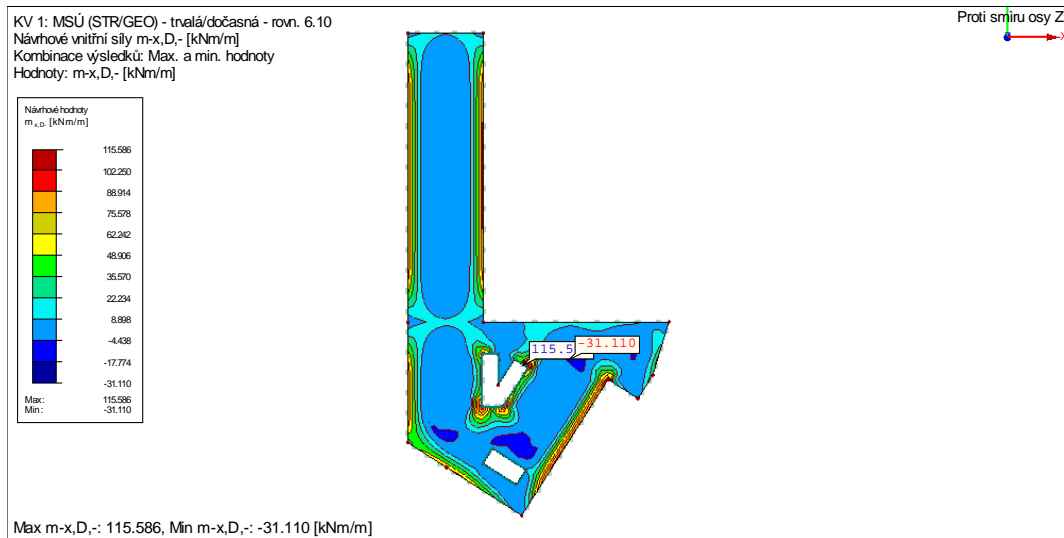 KV 1: MSÚ (STR/GEO) - trvalá/dočasná - rovn. 6.10
Proti směru osy Z
Návrhové vnitřní síly m-x,D,- [kNm/m]
Kombinace výsledků: Max. a min. hodnoty
Hodnoty: m-x,D,- [kNm/m]
Návrhové hodnoty
m x,D- [kNm/m]
115.586
102.250
88.914
75.578
62.242
48.906
35.570
22.234
8.898
-4.438
-17.774
-31.110
Max: 115.586
Min: -31.110
115.5
-31.110
Max m-x,D,-: 115.586, Min m-x,D,-: -31.110 [kNm/m]